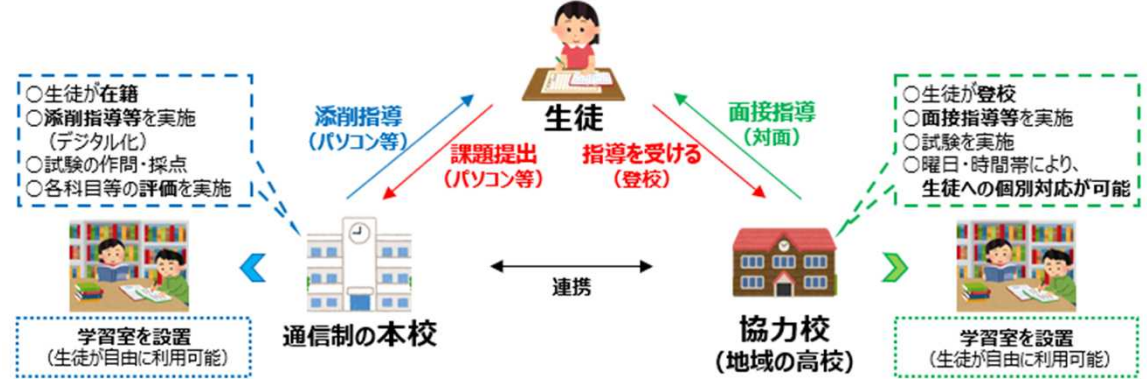 生徒
○生徒が在籍
○添削指導等を実施
（デジタル化）
○試験の作問・採点
○各科目等の評価を実施
添削指導
（パソコン等）
課題提出
（パソコン等）
指導を受ける
（登校）
面接指導
（対面）
○生徒が登校
○面接指導等を実施
○試験を実施
○曜日・時間帯により、
生徒への個別対応が可能
学習室を設置
（生徒が自由に利用可能）
通信制の本校
連携
協力校
（地域の高校）
学習室を設置
（生徒が自由に利用可能）